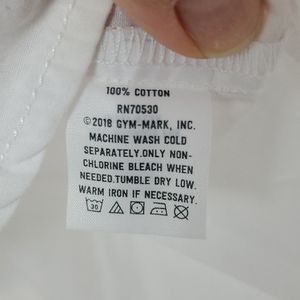 100% COTTON
RN70530
©2018 GYM-MARK, INC.
MACHINE WASH COLD
SEPARATELY.ONLY NON-
CHLORINE BLEACH WHEN
NEEDED.TUMBLE DRY LOW.
WARM IRON IF NECESSARY.
30